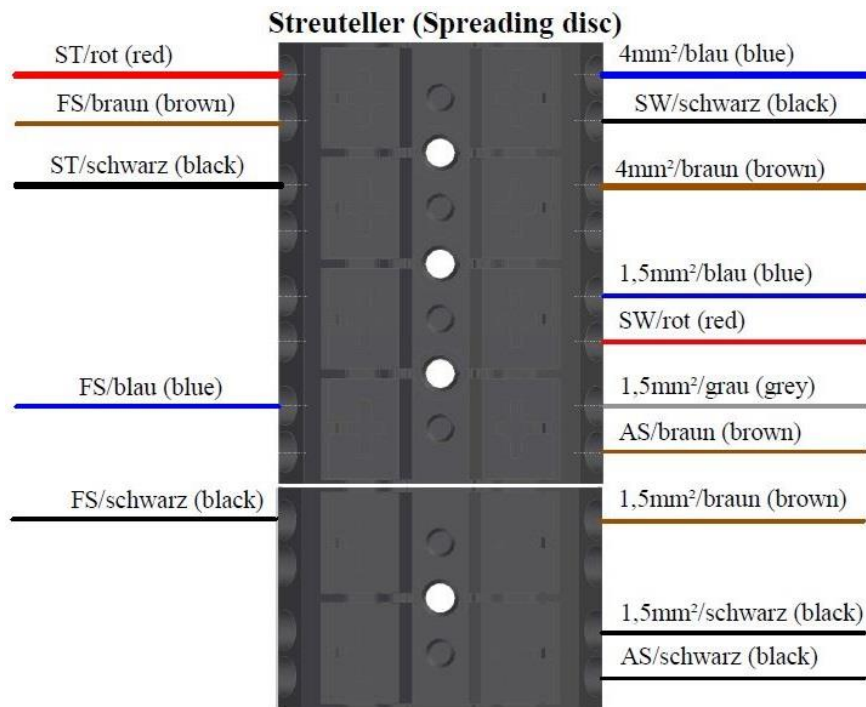 Streuteller (Spreading disc)
ST/rot (red)
FS/braun (brown)
ST/schwarz (black)
FS/blau (blue)
FS/schwarz (black)
4mm²/blau (blue)
SW/schwarz (black)
4mm²/braun (brown)
1,5mm²/blau (blue)
SW/rot (red)
1,5mm²/grau (grey)
AS/braun (brown)
1,5mm²/braun (brown)
1,5mm²/schwarz (black)
AS/schwarz (black)